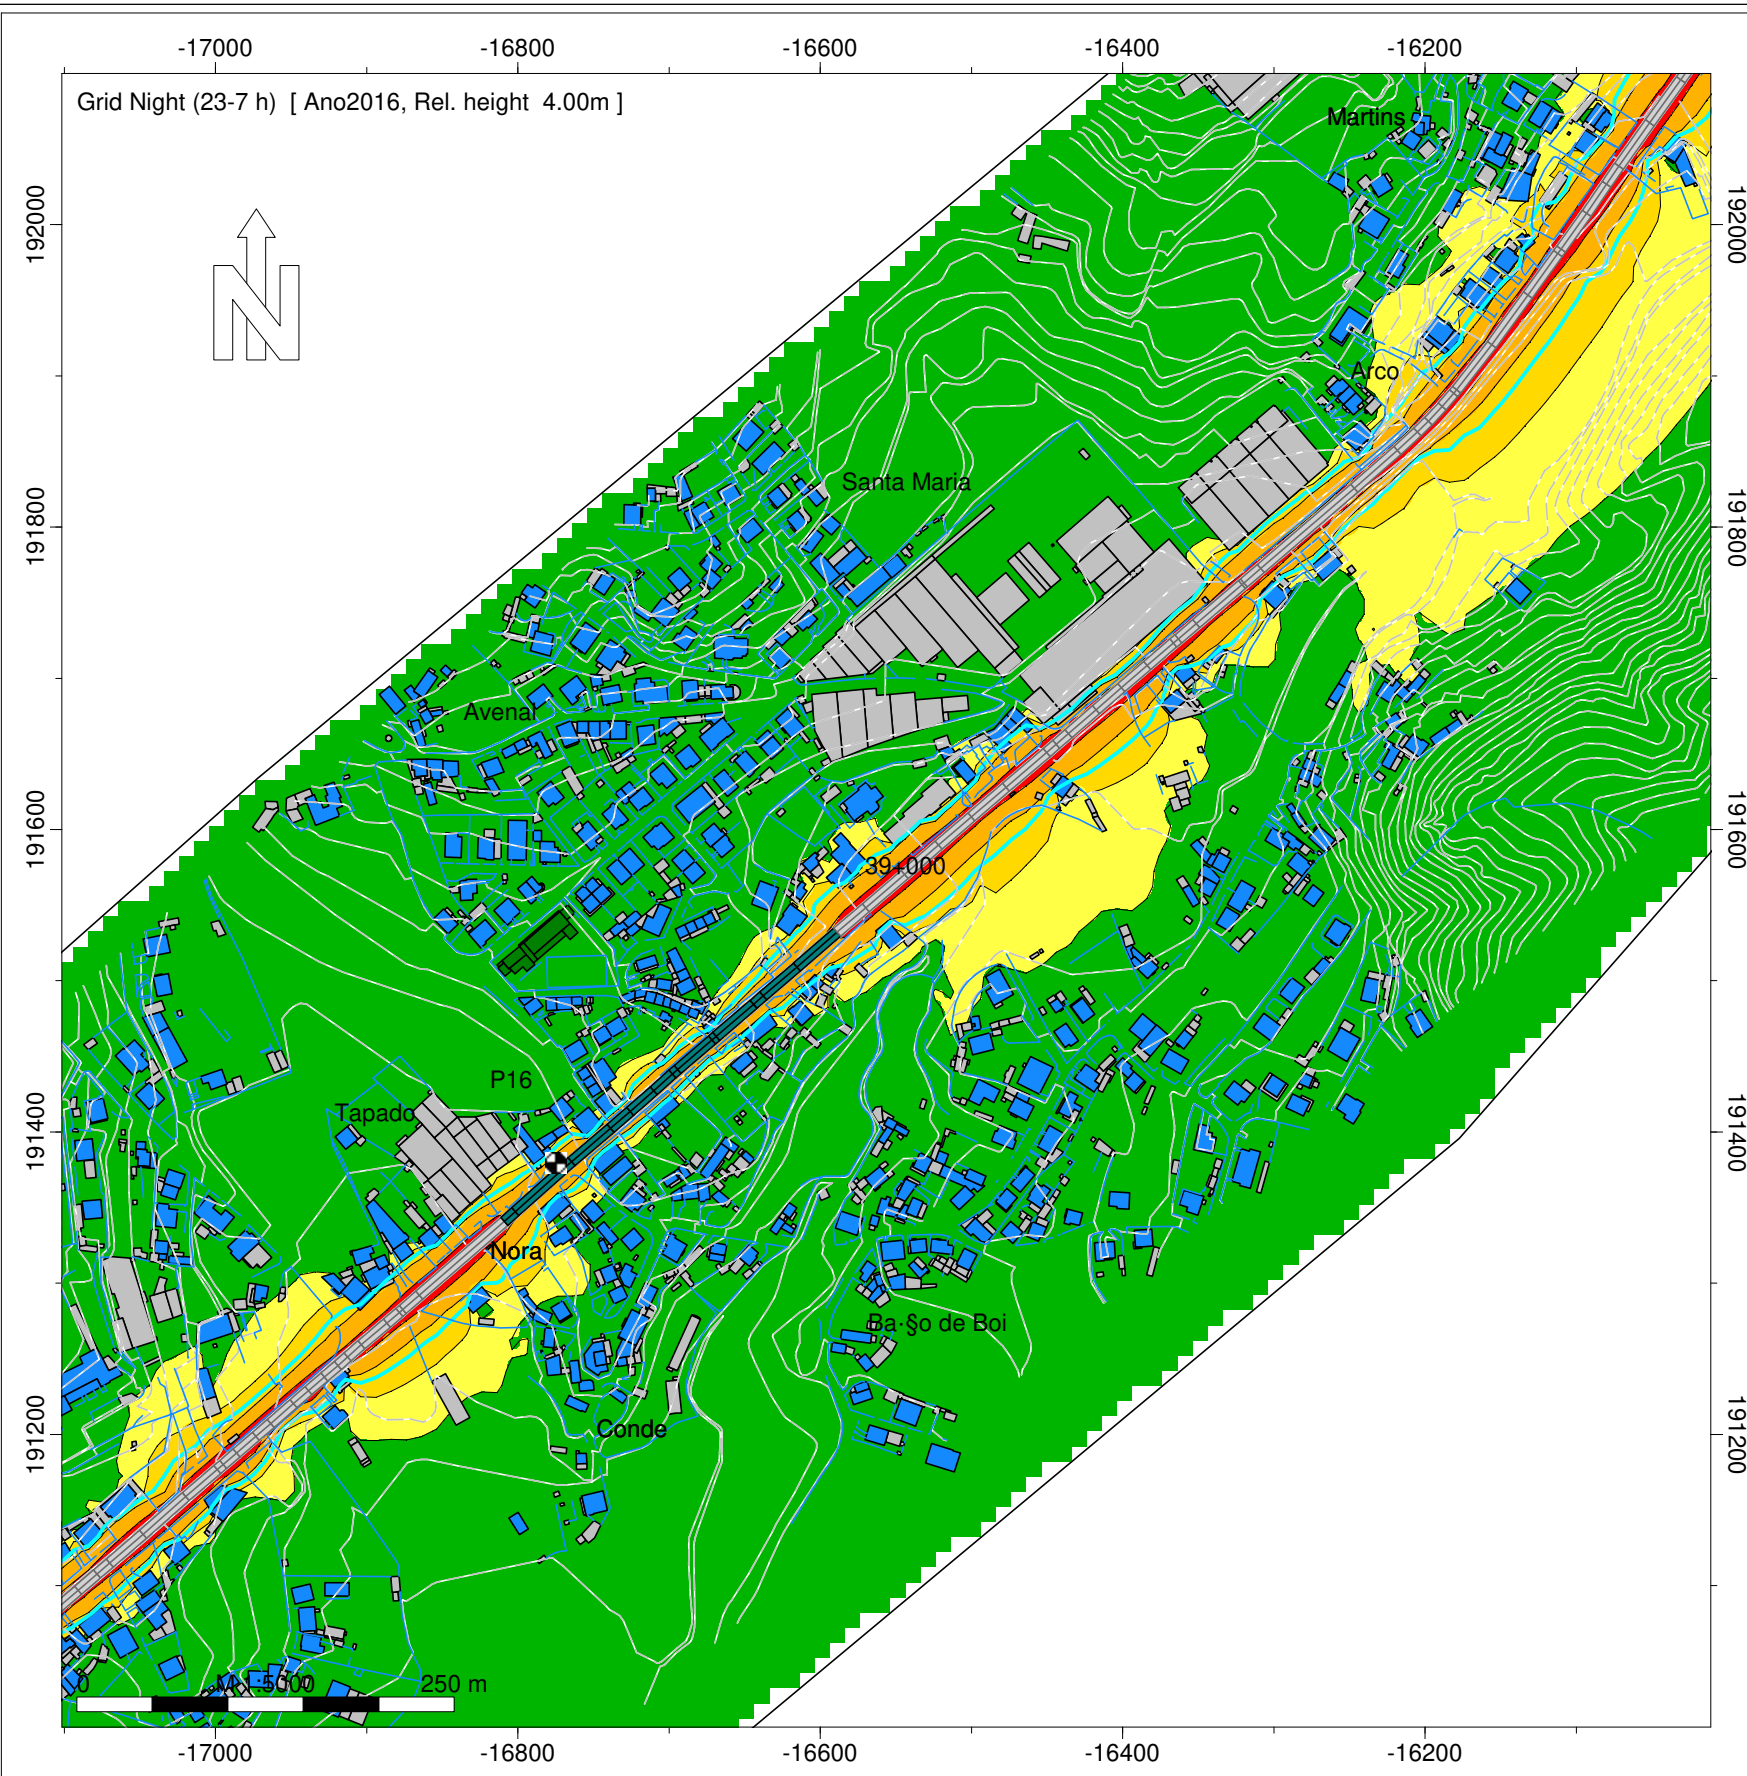 -17000 -16800 -16600 -16400 -16200
Grid Night (23-7 h) [ Ano2016, Rel. height 4.00m ]
Martins
192000
192000
N
Arco
Santa Maria
191800
191800
Avenal
191600
191600
39+000
P16
Tapado
191400
191400
Nora
Ba·§o de Boi
Conde
191200
191200
0 M 1:5000 250 m
-17000 -16800 -16600 -16400 -16200